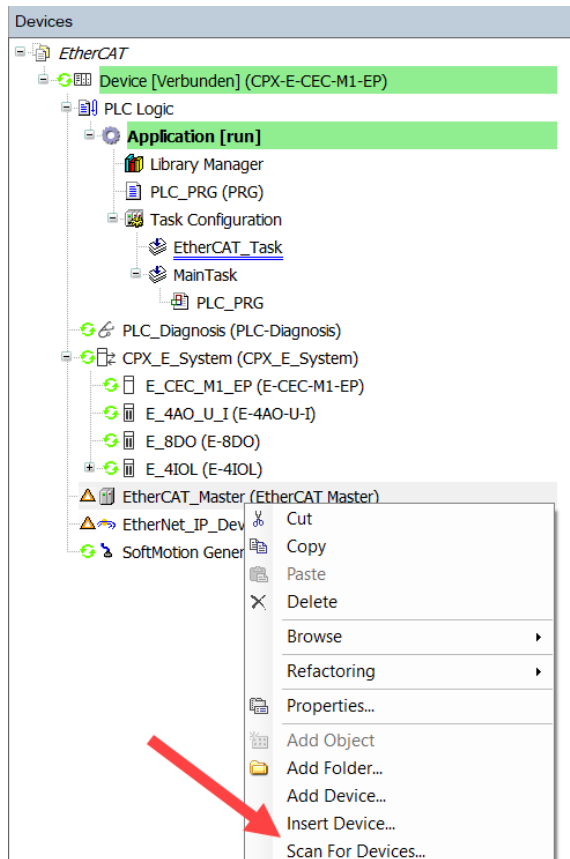 Devices
EtherCAT
Device [Verbunden] (CPX-E-CEC-M1-EP)
PLC Logic
Application [run]
Library Manager
PLC_PRG (PRG)
Task Configuration
EtherCAT_Task
MainTask
PLC_PRG
PLC_Diagnosis (PLC-Diagnosis)
CPX_E_System (CPX_E_System)
E_CEC_M1_EP (E-CEC-M1-EP)
E_4AO_U_I (E-4AO-U-I)
E_8DO (E-8DO)
E_4IOL (E-4IOL)
EtherCAT_Master (EtherCAT Master)
EtherNet_IP_Dev
SoftMotion Gener
Cut
Copy
Paste
Delete
Browse
Refactoring
Properties...
Add Object
Add Folder...
Add Device...
Insert Device...
Scan For Devices...